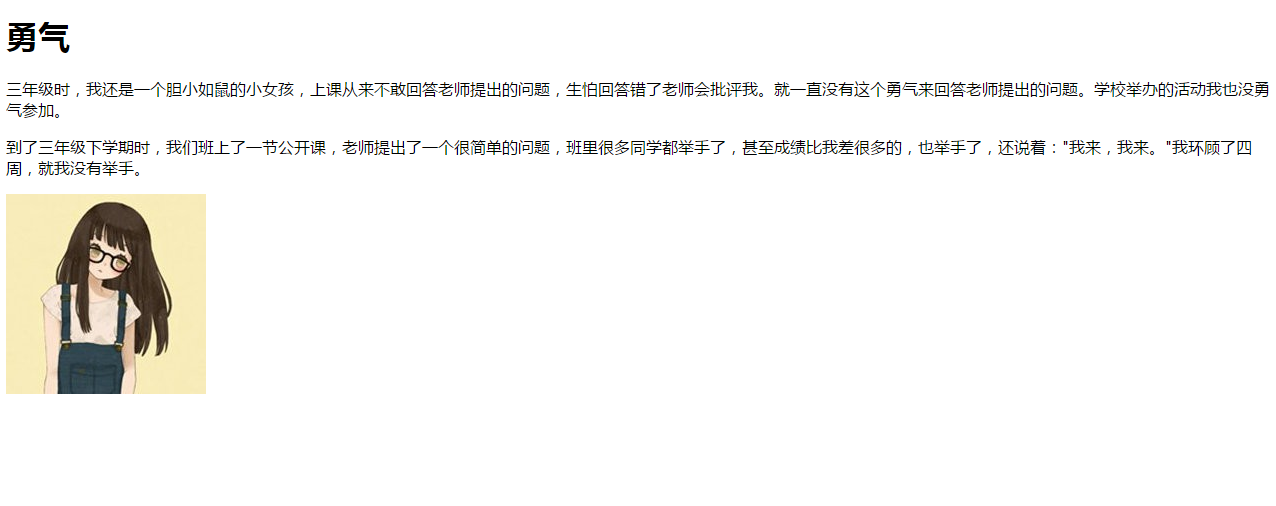 勇气
三年级时，我还是一个胆小如鼠的小女孩，上课从来不敢回答老师提出的问题，生怕回答错了老师会批评我。就一直没有这个勇气来回答老师提出的问题。学校举办的活动我也没勇
气参加。
到了三年级下学期时，我们班上了一节公开课，老师提出了一个很简单的问题，班里很多同学都举手了，甚至成绩比我差很多的，也举手了，还说着："我来，我来。"我环顾了四
周，就我没有举手。